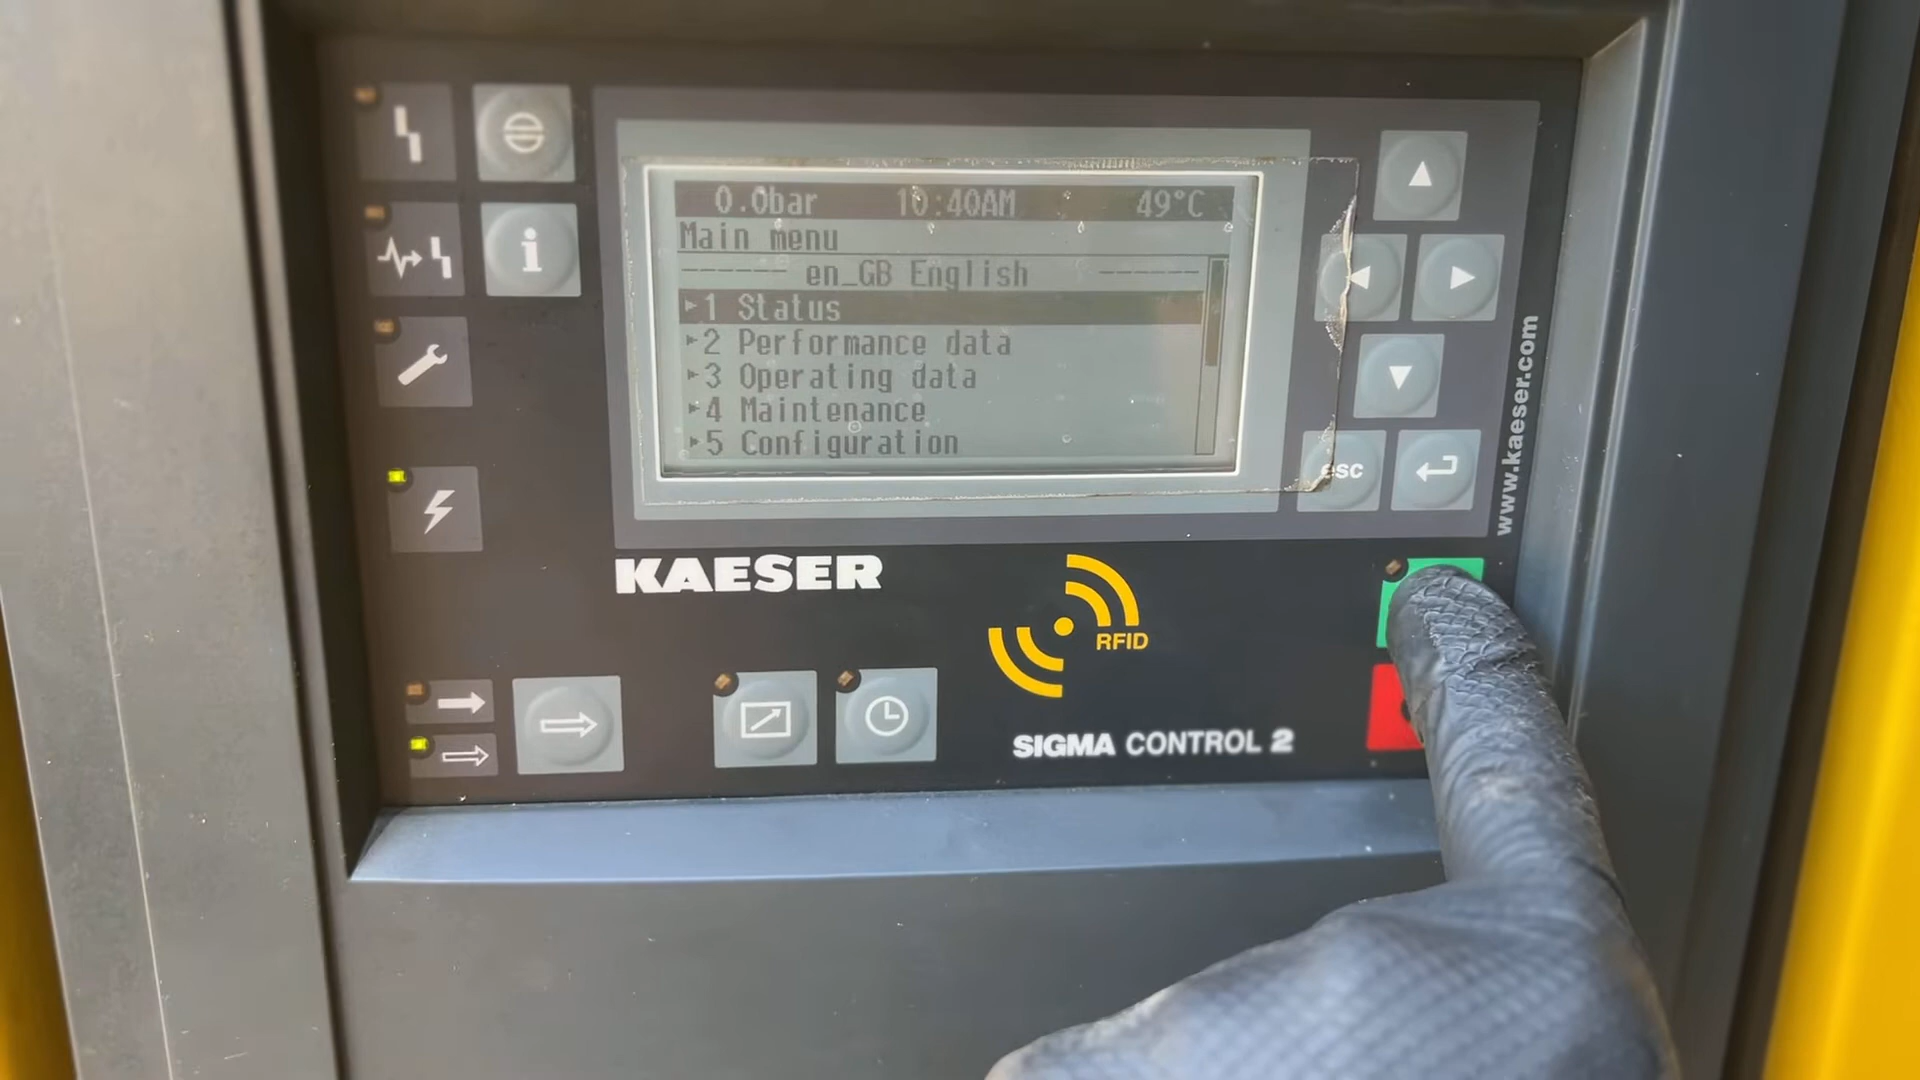 0.0bar 10:40AM 49°C
Main menu
------ en_GB English ------
▸1 Status
▸2 Performance data
▸3 Operating data
▸4 Maintenance
▸5 Configuration
esc
www.kaeser.com
KAESER
RFID
SIGMA CONTROL 2